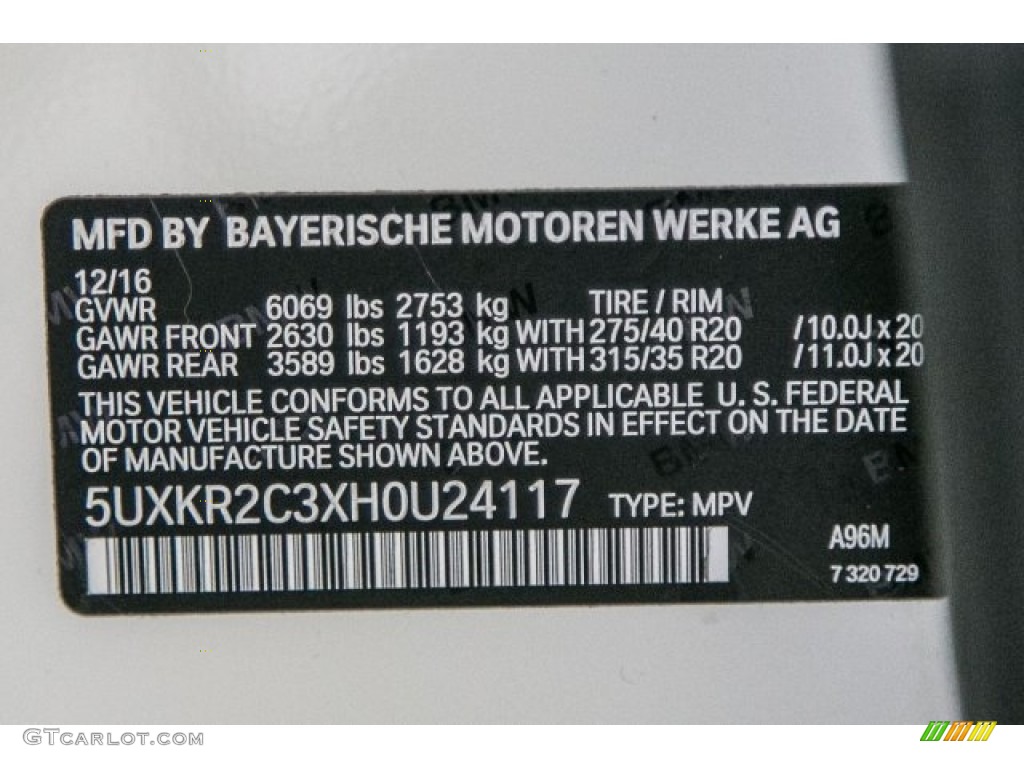 MFD BY BAYERISCHE MOTOREN WERKE AG
12/16
GVWR 6069 lbs 2753 kg TIRE / RIM
GAWR FRONT 2630 lbs 1193 kg WITH 275/40 R20 /10.0J x 20
GAWR REAR 3589 lbs 1628 kg WITH 315/35 R20 /11.0J x 20
THIS VEHICLE CONFORMS TO ALL APPLICABLE U. S. FEDERAL
MOTOR VEHICLE SAFETY STANDARDS IN EFFECT ON THE DATE
OF MANUFACTURE SHOWN ABOVE.
5UXKR2C3XH0U24117 TYPE: MPV
A96M
7 320 729
GTCARLOT.COM